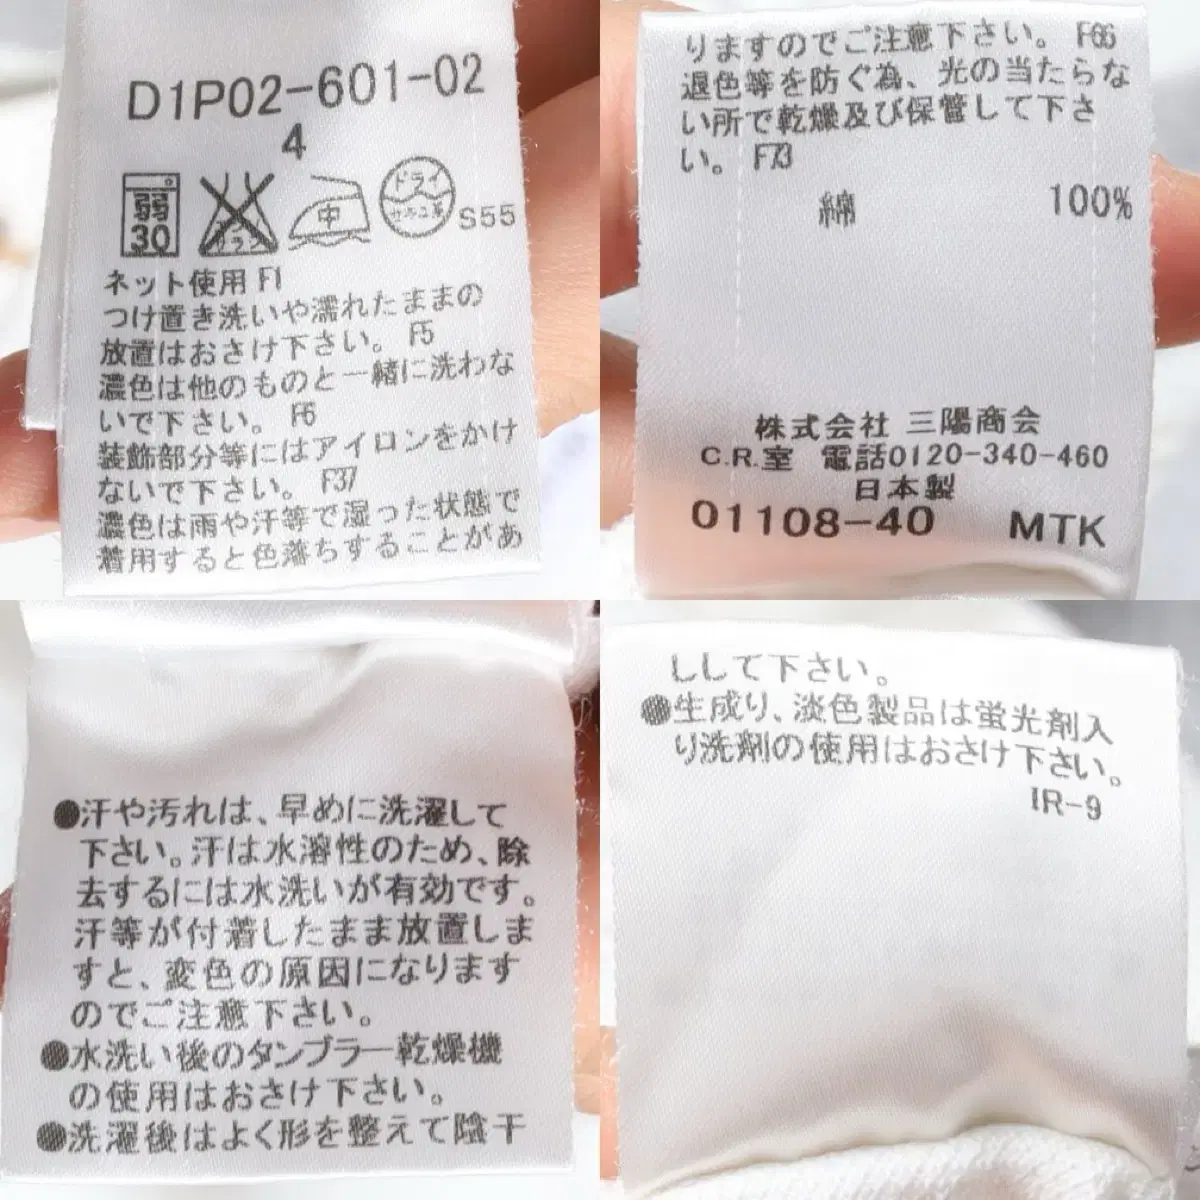 D1P02-601-02
4
弱
30
エンソ
サラシ
中
ドライ
セキユ系
S55
ネット使用 F1
つけ置き洗いや濡れたままの
放置はおさけ下さい。 F5
濃色は他のものと一緒に洗わな
いで下さい。 F6
装飾部分等にはアイロンをかけ
ないで下さい。 F37
濃色は雨や汗等で湿った状態で
着用すると色落ちすることがあ
りますのでご注意下さい。 F66
退色等を防ぐ為、光の当たらな
い所で乾燥及び保管して下さ
い。 F73
綿 100%
株式会社 三陽商会
C.R.室 電話0120-340-460
日本製
01108-40 MTK
●汗や汚れは、早めに洗濯して
下さい。汗は水溶性のため、除
去するには水洗いが有効です。
汗等が付着したまま放置しま
すと、変色の原因になります
のでご注意下さい。
●水洗い後のタンブラー乾燥機
の使用はおさけ下さい。
●洗濯後はよく形を整えて陰干
ししして下さい。
●生成り、淡色製品は蛍光剤入
り洗剤の使用はおさけ下さい。
IR-9